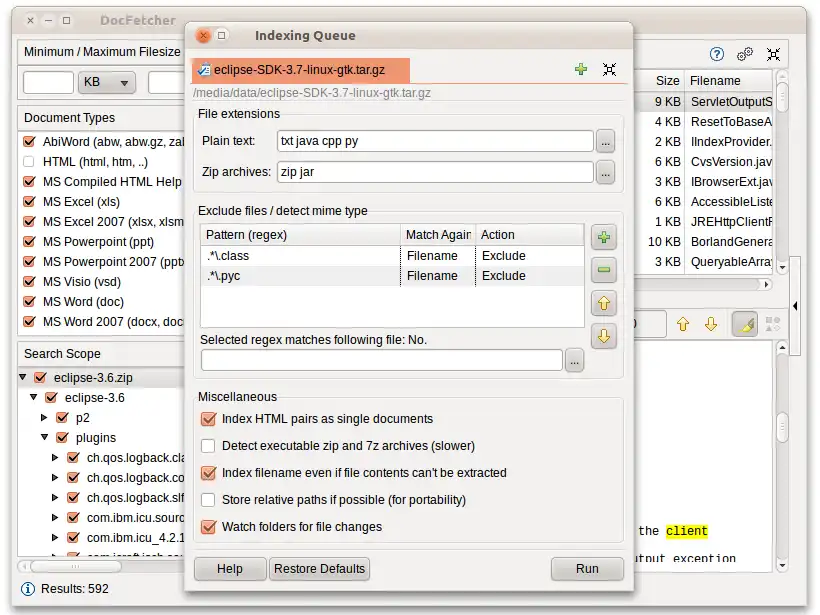 DocFetcher
Indexing Queue
Minimum / Maximum Filesize
KB
Document Types
AbiWord (abw, abw.gz, zab
HTML (html, htm, ..)
MS Compiled HTML Help
MS Excel (xls)
MS Excel 2007 (xlsx, xlsm
MS Powerpoint (ppt)
MS Powerpoint 2007 (pptx
MS Visio (vsd)
MS Word (doc)
MS Word 2007 (docx, doc
Search Scope
eclipse-3.6.zip
eclipse-3.6
p2
plugins
ch.qos.logback.cla
ch.qos.logback.co
ch.qos.logback.slf
com.ibm.icu.sourc
com.ibm.icu_4.2.1
Results: 592
eclipse-SDK-3.7-linux-gtk.tar.gz
/media/data/eclipse-SDK-3.7-linux-gtk.tar.gz
File extensions
Plain text: txt java cpp py ...
Zip archives: zip jar ...
Exclude files / detect mime type
Pattern (regex) Match Again Action
.*\.class Filename Exclude
.*\.pyc Filename Exclude
Selected regex matches following file: No.
...
Miscellaneous
Index HTML pairs as single documents
Detect executable zip and 7z archives (slower)
Index filename even if file contents can't be extracted
Store relative paths if possible (for portability)
Watch folders for file changes
Help Restore Defaults Run
Size Filename
9 KB ServletOutputS
4 KB ResetToBaseA
2 KB IIndexProvider.
6 KB CvsVersion.jav
3 KB IBrowserExt.jav
6 KB AccessibleListe
1 KB JREHttpClientF
10 KB BorlandGenera
3 KB QueryableArray
the client
tput exception